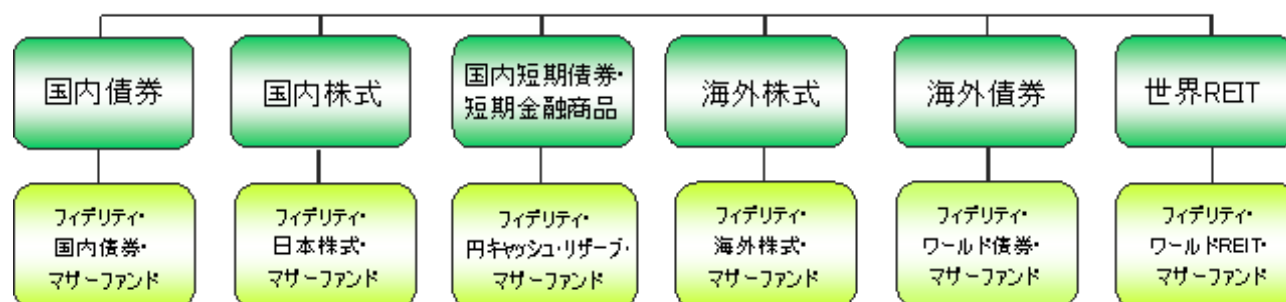 国内債券
国内株式
国内短期債券・
短期金融商品
海外株式
海外債券
世界REIT
フィデリティ・
国内債券・
マザーファンド
フィデリティ・
日本株式・
マザーファンド
フィデリティ・
円キャッシュ・リザーブ・
マザーファンド
フィデリティ・
海外株式・
マザーファンド
フィデリティ・
ワールド債券・
マザーファンド
フィデリティ・
ワールドREIT・
マザーファンド